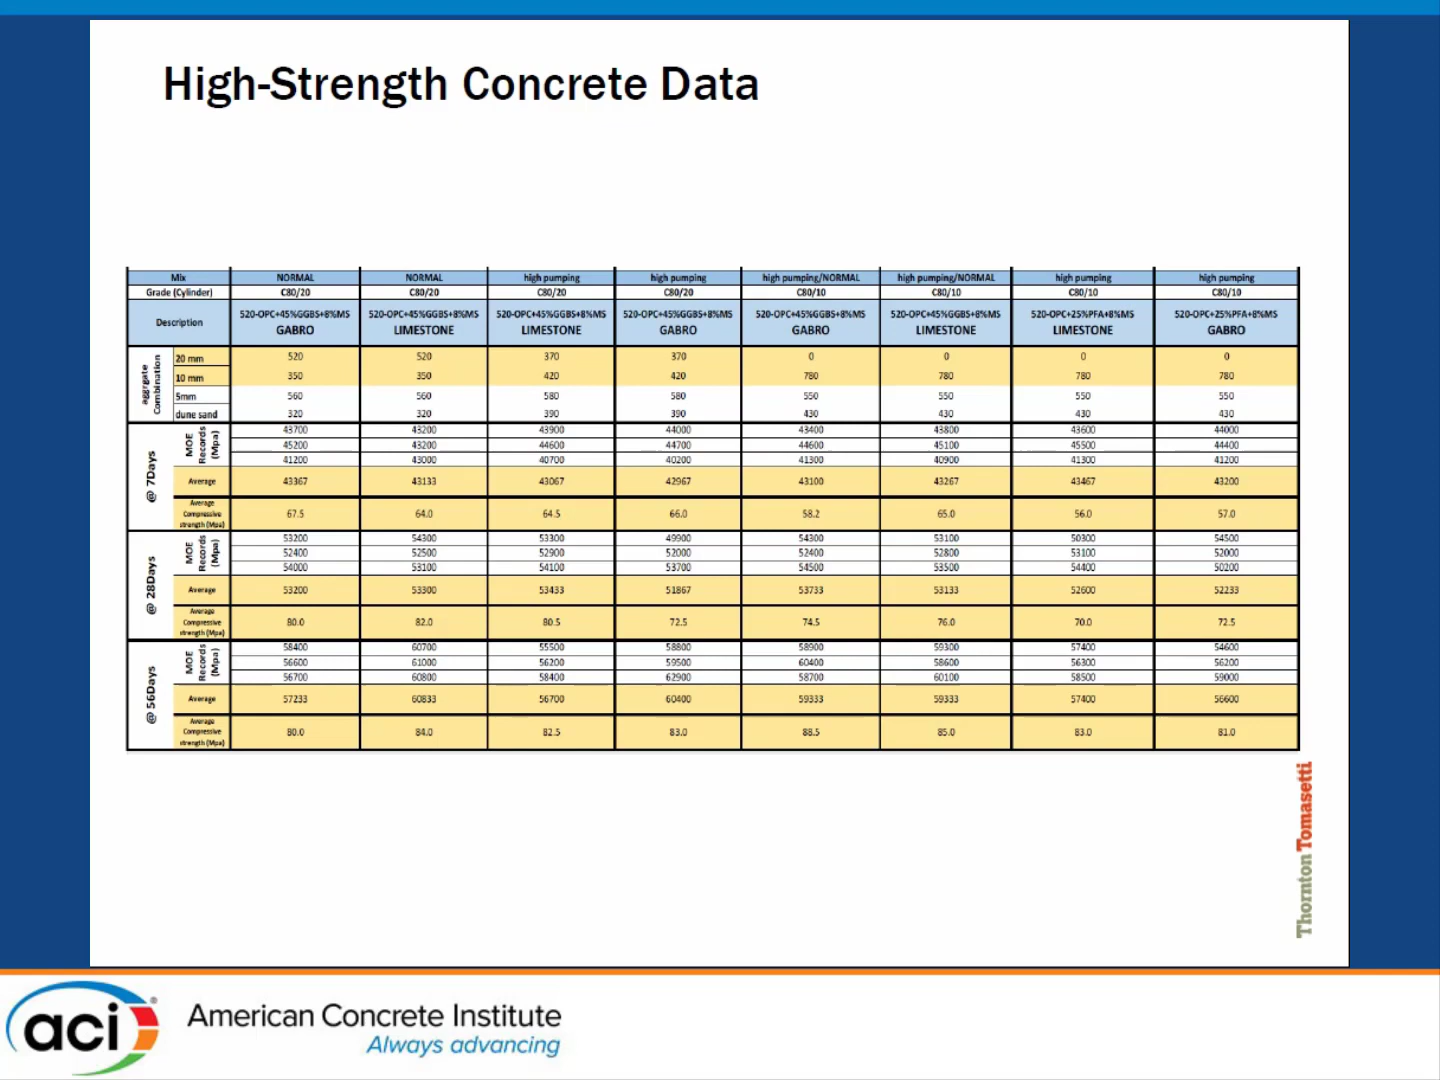 High-Strength Concrete Data
Mix NORMAL NORMAL high pumping high pumping high pumping/NORMAL high pumping/NORMAL high pumping high pumping
Grade (Cylinder) C80/20 C80/20 C80/20 C80/20 C80/10 C80/10 C80/10 C80/10
Description 520-OPC+45%GGBS+8%MS 520-OPC+45%GGBS+8%MS 520-OPC+45%GGBS+8%MS 520-OPC+45%GGBS+8%MS 520-OPC+45%GGBS+8%MS 520-OPC+45%GGBS+8%MS 520-OPC+25%PFA+8%MS 520-OPC+25%PFA+8%MS
GABRO LIMESTONE LIMESTONE GABRO GABRO LIMESTONE LIMESTONE GABRO
aggrgate Combination
20 mm 520 520 370 370 0 0 0 0
10 mm 350 350 420 420 780 780 780 780
5mm 560 560 580 580 550 550 550 550
dune sand 320 320 390 390 430 430 430 430
@ 7Days
MOE Records (Mpa)
43700 43200 43900 44000 43400 43800 43600 44000
45200 43200 44600 44700 44600 45100 45500 44400
41200 43000 40700 40200 41300 40900 41300 41200
Average 43367 43133 43067 42967 43100 43267 43467 43200
Average Compressive strength (Mpa) 67.5 64.0 64.5 66.0 58.2 65.0 56.0 57.0
@ 28Days
MOE Records (Mpa)
53200 54300 53300 49900 54300 53100 50300 54500
52400 52500 52900 52000 52400 52800 53100 52000
54000 53100 54100 53700 54500 53500 54400 50200
Average 53200 53300 53433 51867 53733 53133 52600 52233
Average Compressive strength (Mpa) 80.0 82.0 80.5 72.5 74.5 76.0 70.0 72.5
@ 56Days
MOE Records (Mpa)
58400 60700 55500 58800 58900 59300 57400 54600
56600 61000 56200 59500 60400 58600 56300 56200
56700 60800 58400 62900 58700 60100 58500 59000
Average 57233 60833 56700 60400 59333 59333 57400 56600
Average Compressive strength (Mpa) 80.0 84.0 82.5 83.0 88.5 85.0 83.0 81.0
Thornton Tomasetti
aci®
American Concrete Institute
Always advancing